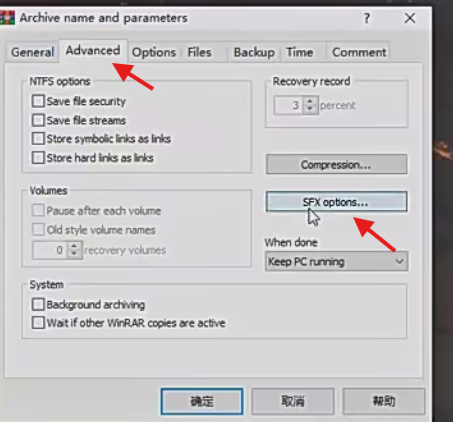 Archive name and parameters
? ×
General Advanced Options Files Backup Time Comment
NTFS options
Save file security
Save file streams
Store symbolic links as links
Store hard links as links
Recovery record
3 percent
Compression...
Volumes
Pause after each volume
Old style volume names
0 recovery volumes
SFX options...
When done
Keep PC running
System
Background archiving
Wait if other WinRAR copies are active
确定 取消 帮助